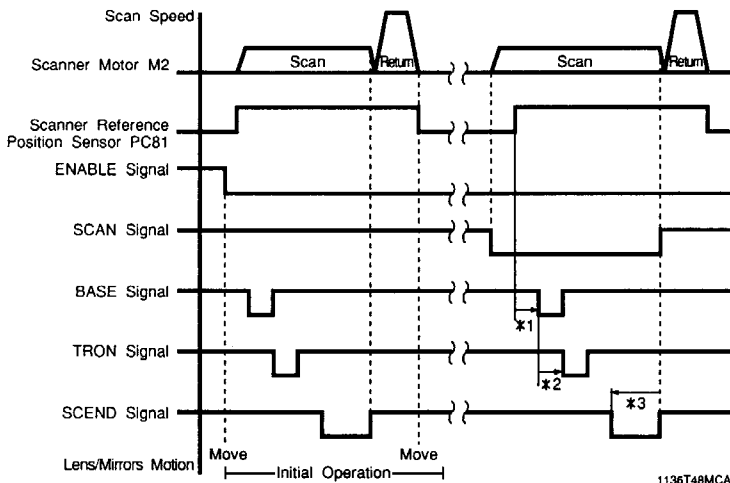 Scan Speed
Scanner Motor M2
Scan
Return
Scan
Return
Scanner Reference
Position Sensor PC81
ENABLE Signal
SCAN Signal
BASE Signal
*1
TRON Signal
*2
SCEND Signal
*3
Lens/Mirrors Motion
Move
Move
Initial Operation
1136T48MCA